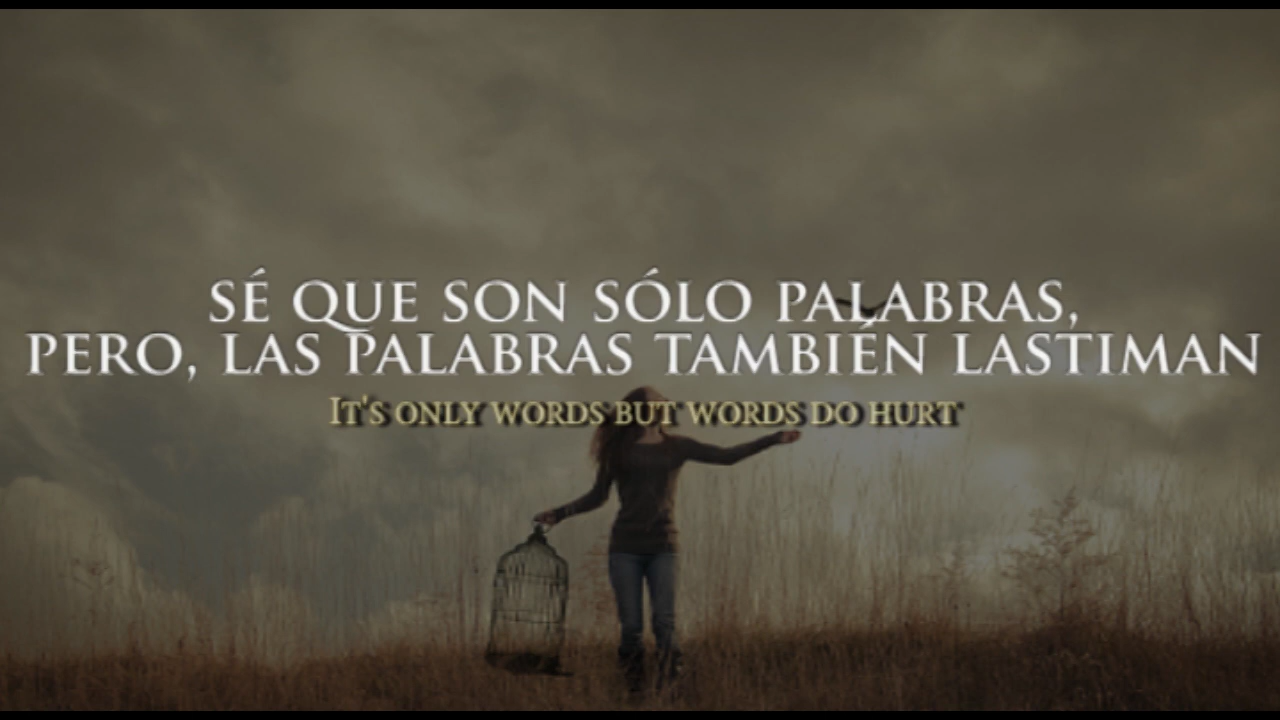 SÉ QUE SON SÓLO PALABRAS,
PERO, LAS PALABRAS TAMBIÉN LASTIMAN
IT'S ONLY WORDS BUT WORDS DO HURT